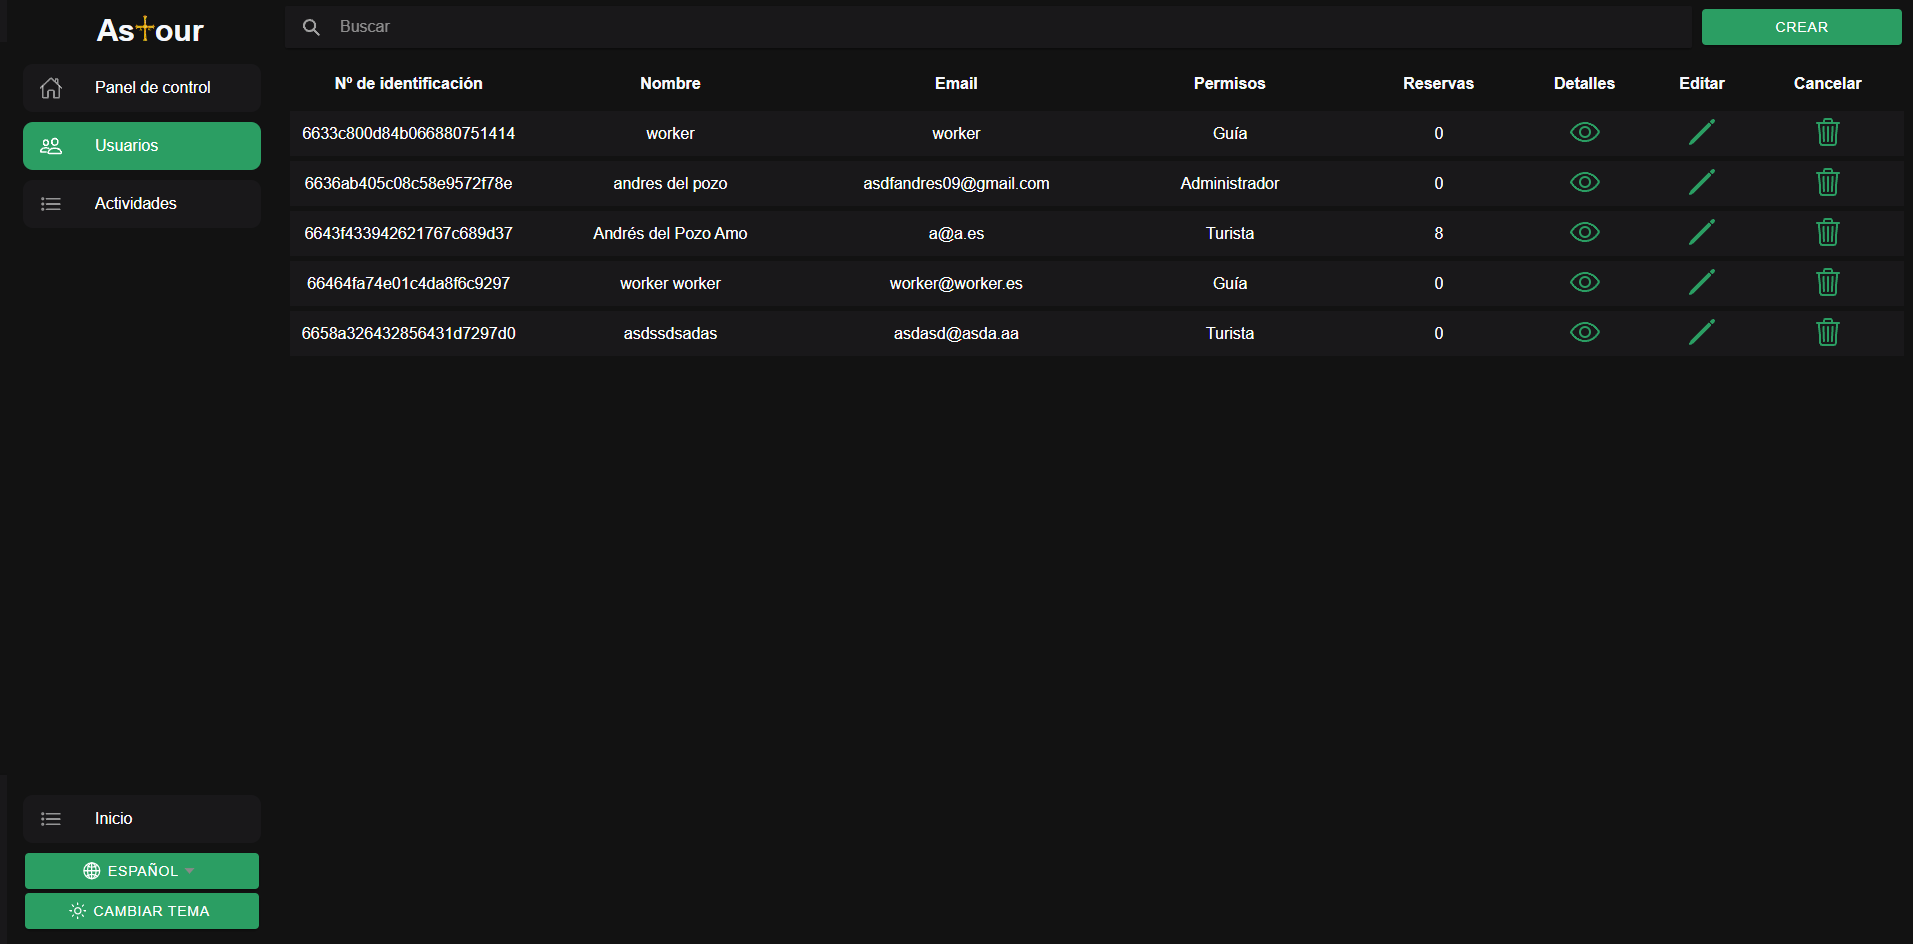 Astour
Panel de control
Usuarios
Actividades
Inicio
ESPAÑOL
CAMBIAR TEMA
Buscar
CREAR
Nº de identificación Nombre Email Permisos Reservas Detalles Editar Cancelar
6633c800d84b066880751414 worker worker Guía 0
6636ab405c08c58e9572f78e andres del pozo asdfandres09@gmail.com Administrador 0
6643f433942621767c689d37 Andrés del Pozo Amo a@a.es Turista 8
66464fa74e01c4da8f6c9297 worker worker worker@worker.es Guía 0
6658a326432856431d7297d0 asdssdsadas asdasd@asda.aa Turista 0